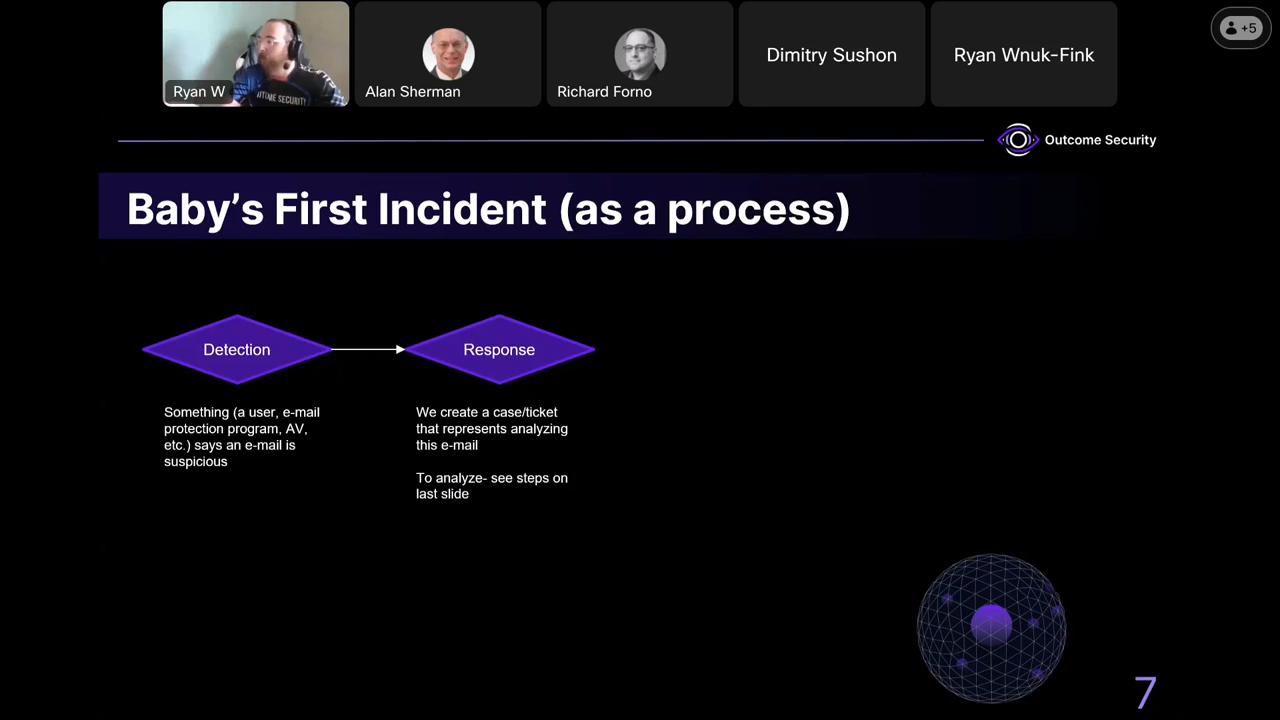 Ryan W
Alan Sherman
Richard Forno
Dimitry Sushon
Ryan Wnuk-Fink
+5
OUTCOME SECURITY
Outcome Security
Baby’s First Incident (as a process)
Detection
Response
Something (a user, e-mail
protection program, AV,
etc.) says an e-mail is
suspicious
We create a case/ticket
that represents analyzing
this e-mail
To analyze- see steps on
last slide
7